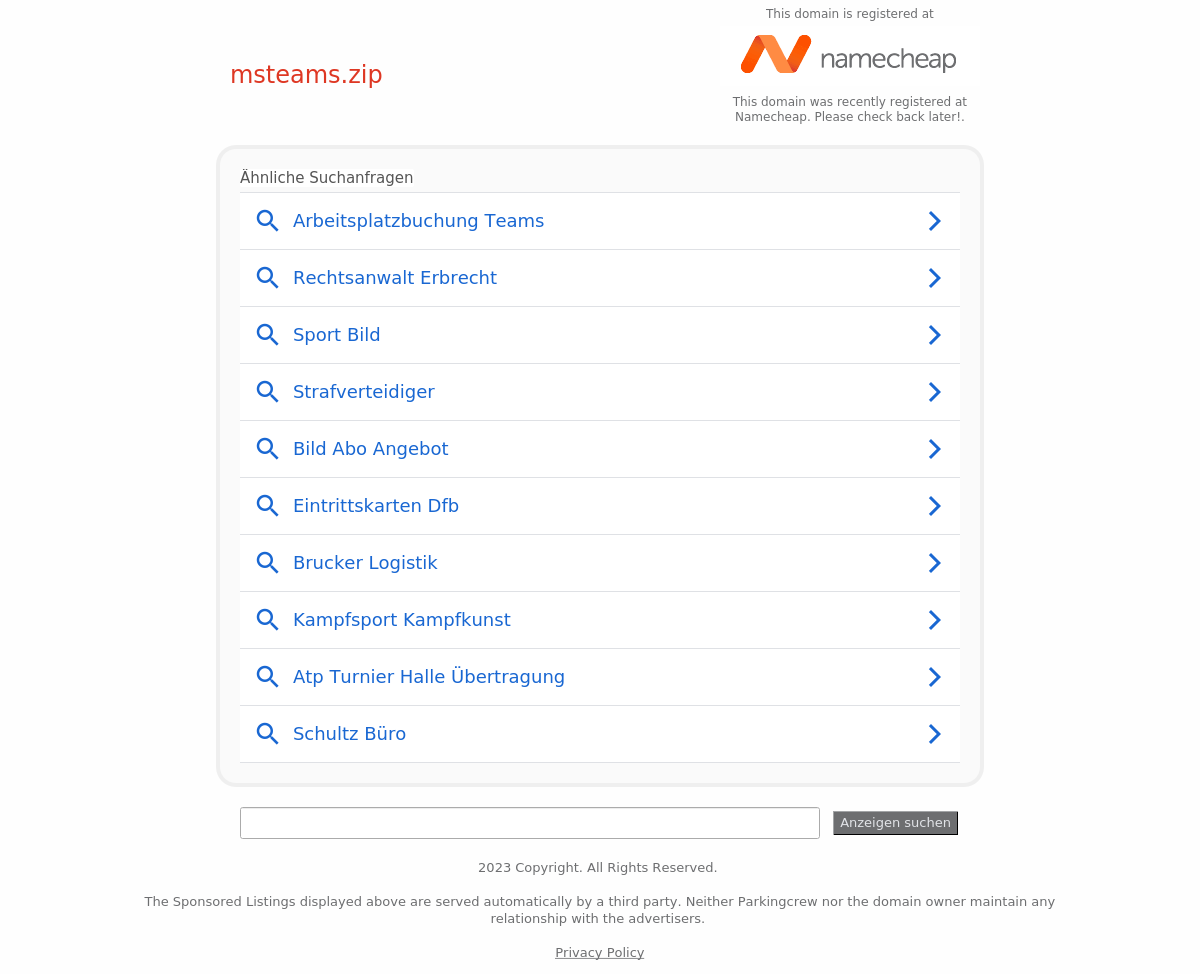 This domain is registered at
namecheap
msteams.zip
This domain was recently registered at
Namecheap. Please check back later!.
Ähnliche Suchanfragen
Arbeitsplatzbuchung Teams
Rechtsanwalt Erbrecht
Sport Bild
Strafverteidiger
Bild Abo Angebot
Eintrittskarten Dfb
Brucker Logistik
Kampfsport Kampfkunst
Atp Turnier Halle Übertragung
Schultz Büro
Anzeigen suchen
2023 Copyright. All Rights Reserved.
The Sponsored Listings displayed above are served automatically by a third party. Neither Parkingcrew nor the domain owner maintain any
relationship with the advertisers.
Privacy Policy